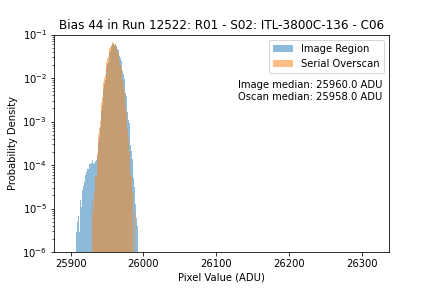 Bias 44 in Run 12522: R01 - S02: ITL-3800C-136 - C06
Image Region
Serial Overscan
Image median: 25960.0 ADU
Oscan median: 25958.0 ADU
Probability Density
10⁻¹
10⁻²
10⁻³
10⁻⁴
10⁻⁵
10⁻⁶
25900 26000 26100 26200 26300
Pixel Value (ADU)